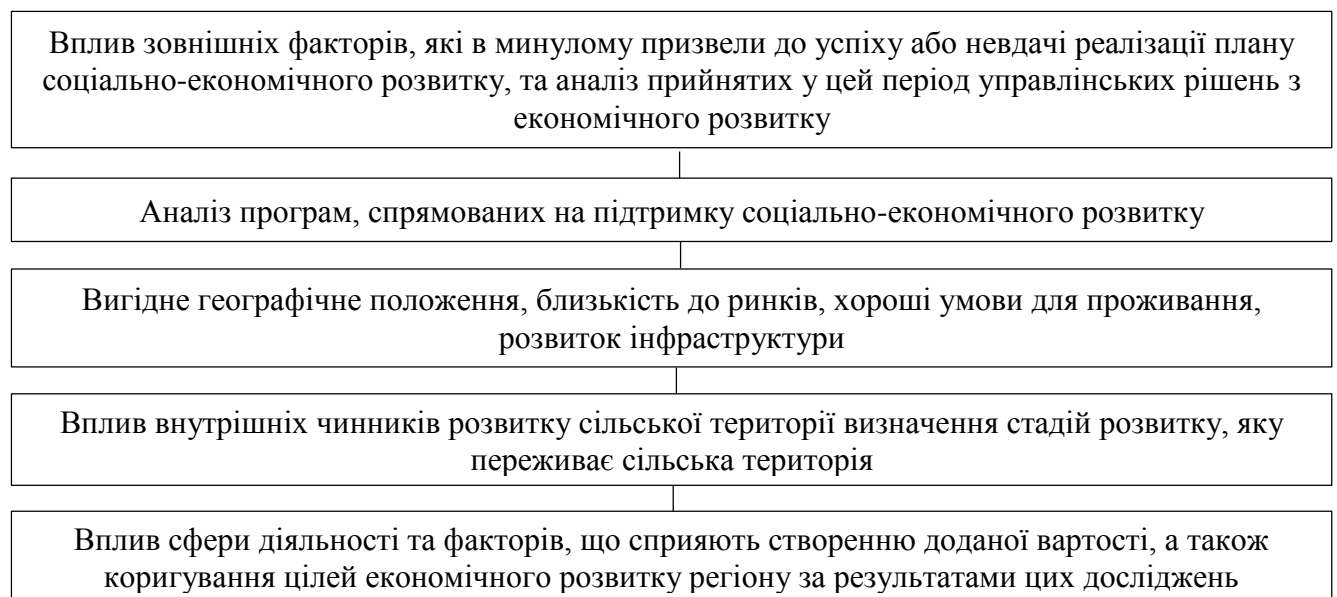 Вплив зовнішніх факторів, які в минулому призвели до успіху або невдачі реалізації плану
соціально-економічного розвитку, та аналіз прийнятих у цей період управлінських рішень з
економічного розвитку
Аналіз програм, спрямованих на підтримку соціально-економічного розвитку
Вигідне географічне положення, близькість до ринків, хороші умови для проживання,
розвиток інфраструктури
Вплив внутрішніх чинників розвитку сільської території визначення стадій розвитку, яку
переживає сільська територія
Вплив сфери діяльності та факторів, що сприяють створенню доданої вартості, а також
коригування цілей економічного розвитку регіону за результатами цих досліджень